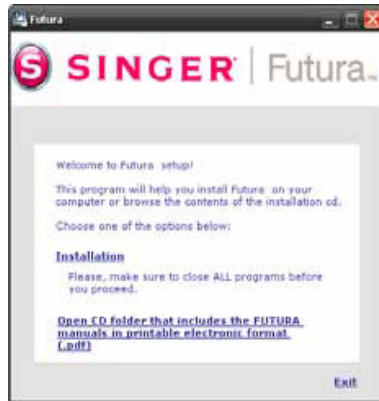 Futura
SINGER® | Futura™
Welcome to Futura setup!
This program will help you install Futura on your
computer or browse the contents of the installation cd.
Choose one of the options below:
Installation
Please, make sure to close ALL programs before
you proceed.
Open CD folder that includes the FUTURA
manuals in printable electronic format
(.pdf)
Exit